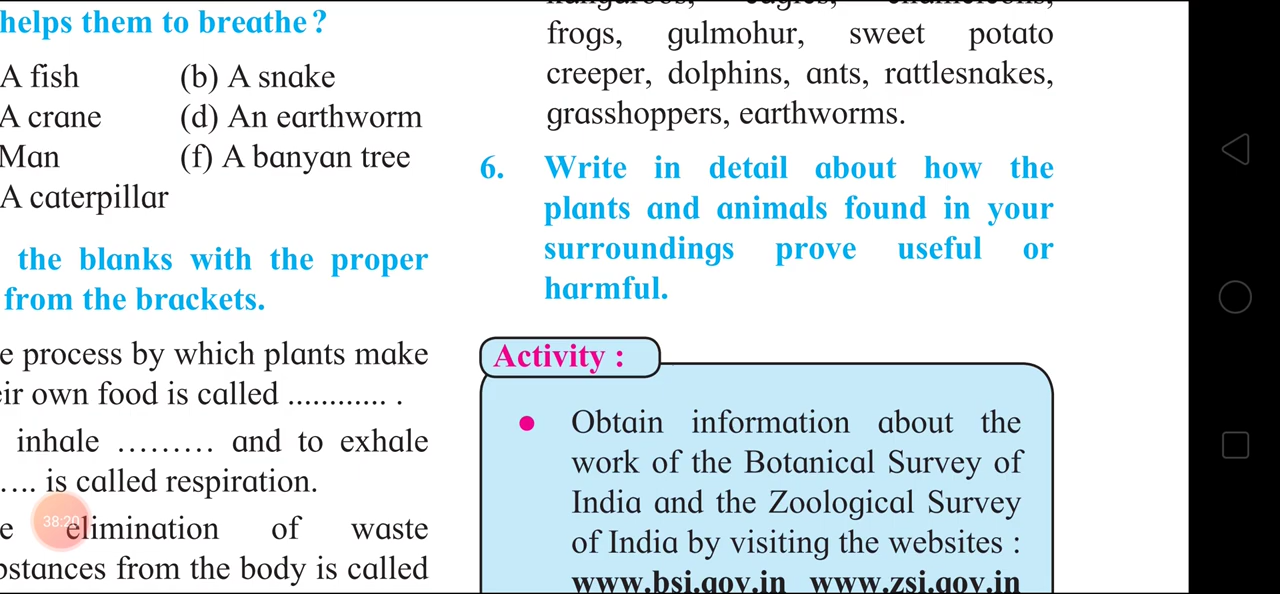 helps them to breathe?
A fish (b) A snake
A crane (d) An earthworm
Man (f) A banyan tree
A caterpillar
the blanks with the proper
from the brackets.
process by which plants make
own food is called ............ .
inhale ......... and to exhale
.... is called respiration.
38:20
elimination of waste
from the body is called
kangaroos, eagles, chameleons,
frogs, gulmohur, sweet potato
creeper, dolphins, ants, rattlesnakes,
grasshoppers, earthworms.
6. Write in detail about how the
plants and animals found in your
surroundings prove useful or
harmful.
Activity :
• Obtain information about the
work of the Botanical Survey of
India and the Zoological Survey
of India by visiting the websites :
www.bsi.gov.in www.zsi.gov.in